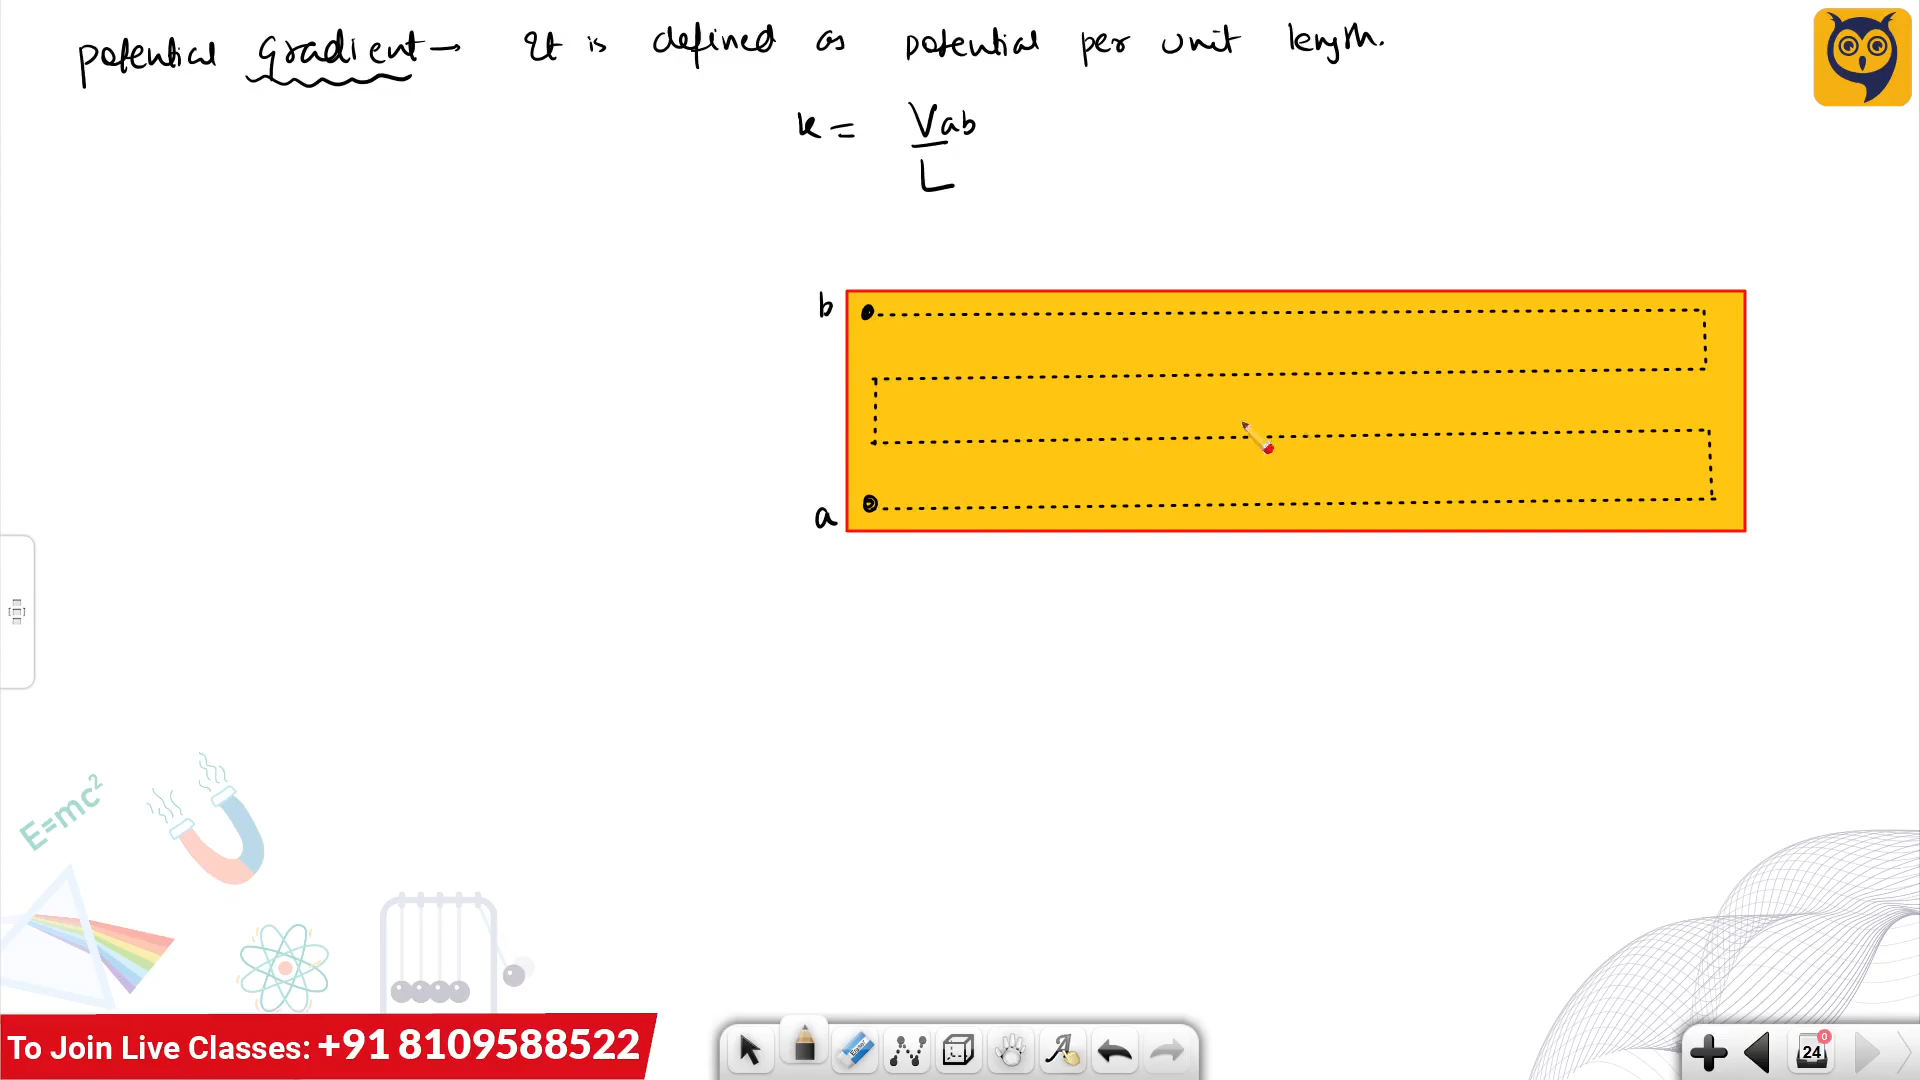 potential gradient → It is defined as potential per unit length.
k = Vab
L
b
a
E=mc²
To Join Live Classes: +91 8109588522
Eraser
A
0
24